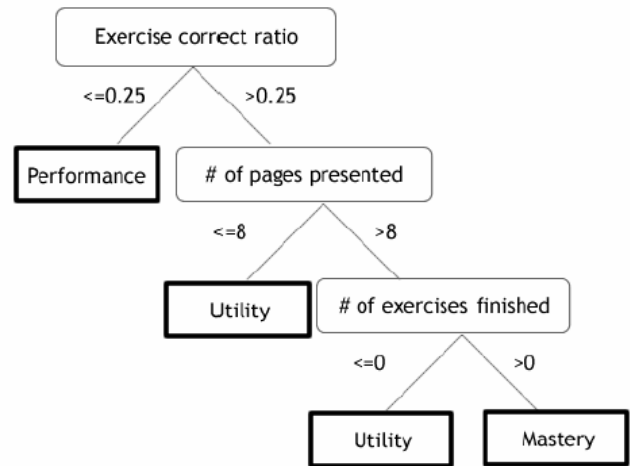 Exercise correct ratio
<=0.25
>0.25
Performance
# of pages presented
<=8
>8
Utility
# of exercises finished
<=0
>0
Utility
Mastery